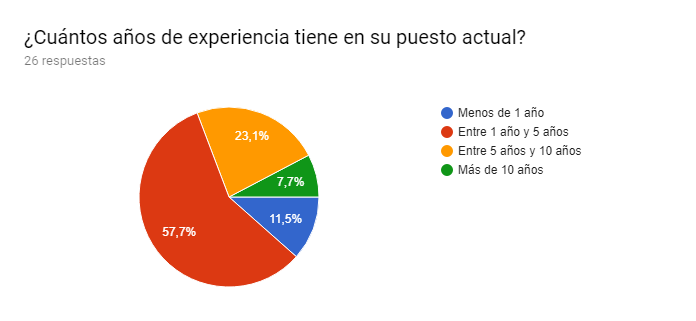 ¿Cuántos años de experiencia tiene en su puesto actual?
26 respuestas
23,1%
7,7%
11,5%
57,7%
Menos de 1 año
Entre 1 año y 5 años
Entre 5 años y 10 años
Más de 10 años